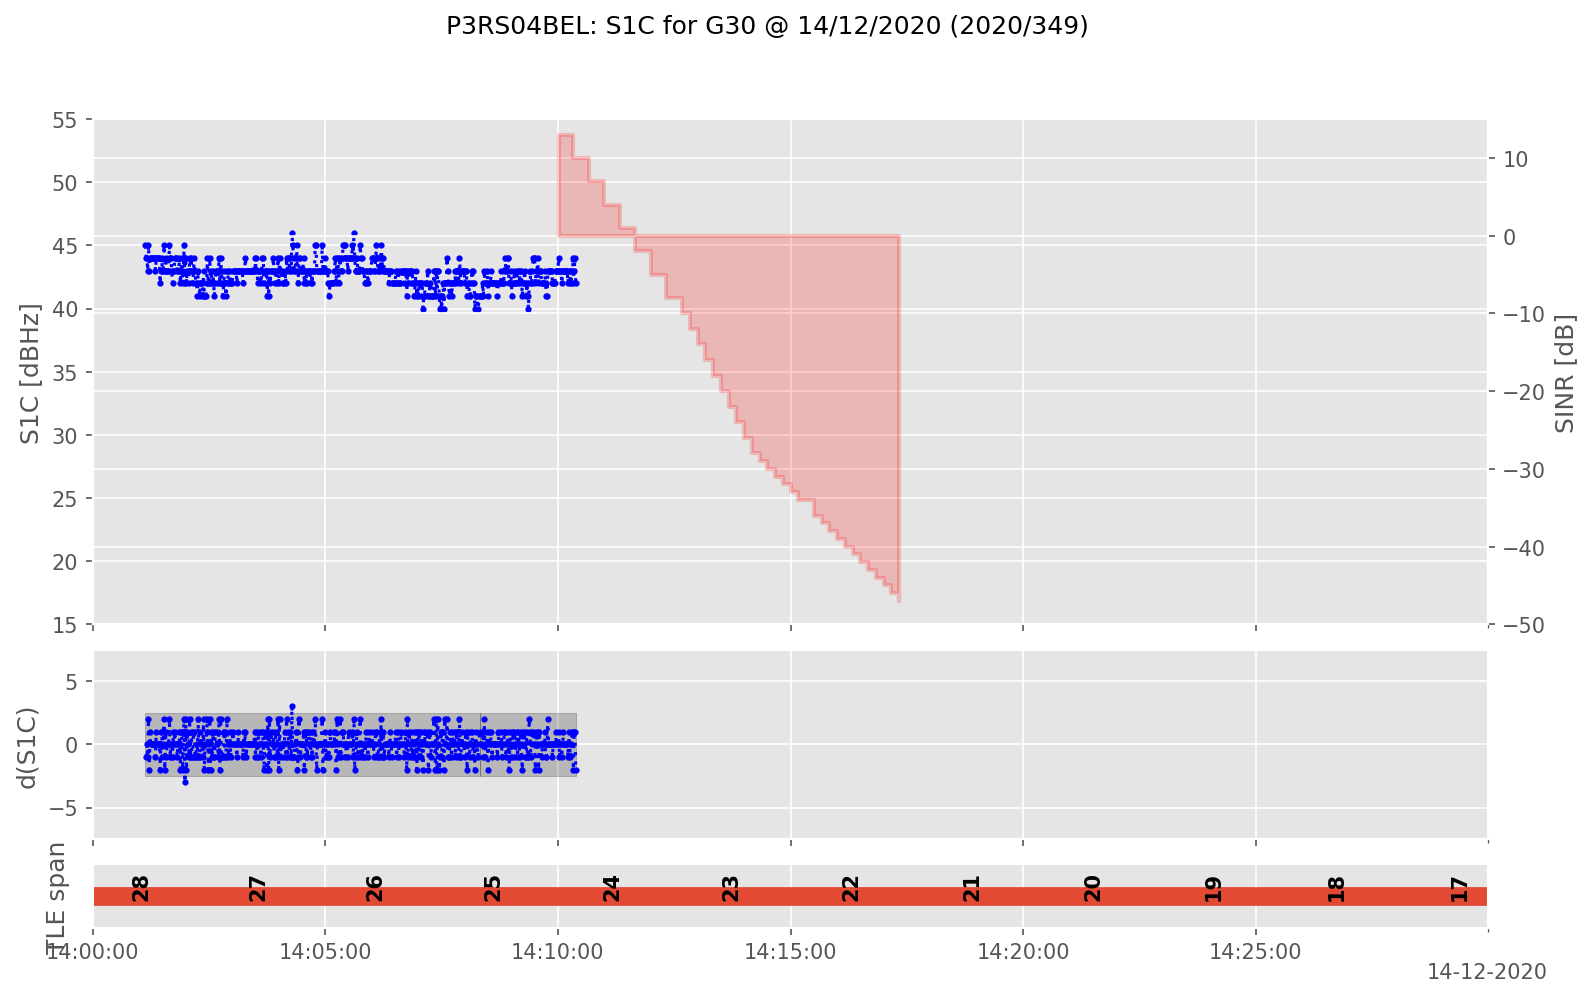 P3RS04BEL: S1C for G30 @ 14/12/2020 (2020/349)
S1C [dBHz]
55
50
45
40
35
30
25
20
15
10
0
−10
−20
−30
−40
−50
SINR [dB]
d(S1C)
5
0
−5
TLE span
28 27 26 25 24 23 22 21 20 19 18 17
14:00:00 14:05:00 14:10:00 14:15:00 14:20:00 14:25:00
14-12-2020